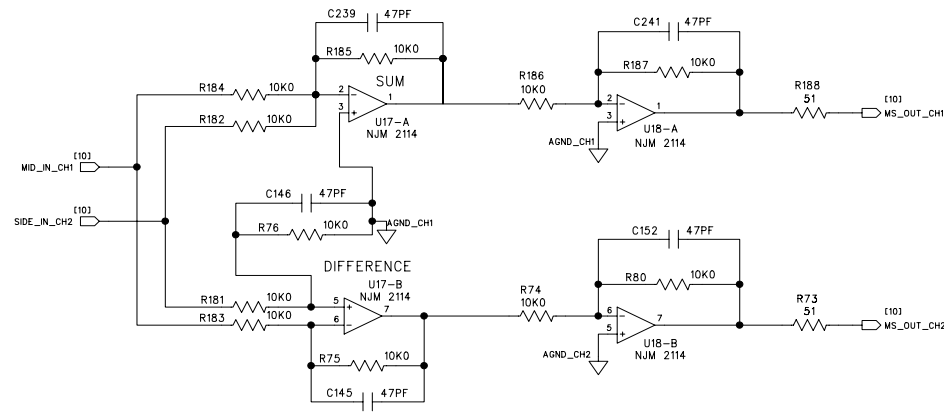 C239 47PF
R185 10K0
SUM
R184 10K0
2 - 1
3 +
R182 10K0
U17-A
NJM 2114
[10]
MID_IN_CH1
[10]
SIDE_IN_CH2
C146 47PF
R76 10K0
AGND_CH1
DIFFERENCE
U17-B
NJM 2114
R181 10K0
5 + 7
R183 10K0
6 -
R75 10K0
C145 47PF
C241 47PF
R187 10K0
R186
10K0
2 - 1
3 +
U18-A
NJM 2114
AGND_CH1
R188
51
[10]
MS_OUT_CH1
C152 47PF
R80 10K0
R74
10K0
6 - 7
5 +
U18-B
NJM 2114
AGND_CH2
R73
51
[10]
MS_OUT_CH2